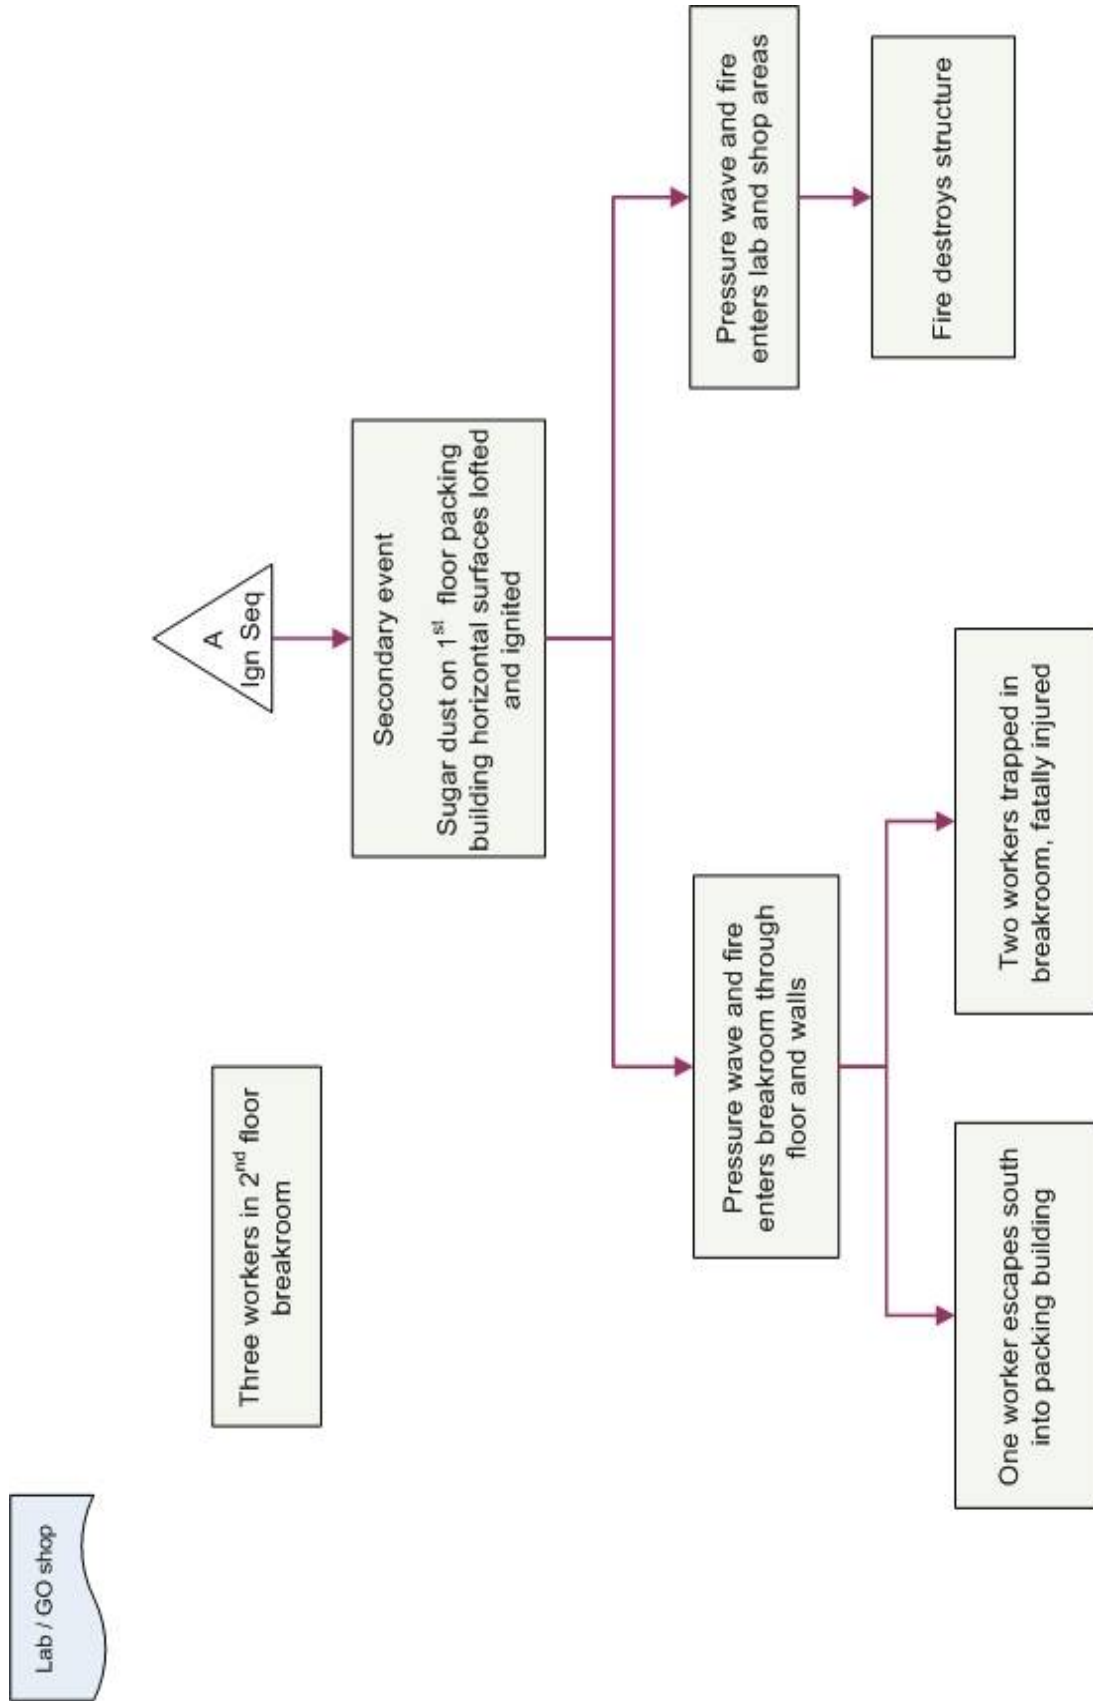 Lab / GO shop
A
Ign Seq
Three workers in 2nd floor
breakroom
Secondary event
Sugar dust on 1st floor packing
building horizontal surfaces lofted
and ignited
Pressure wave and fire
enters breakroom through
floor and walls
Pressure wave and fire
enters lab and shop areas
One worker escapes south
into packing building
Two workers trapped in
breakroom, fatally injured
Fire destroys structure